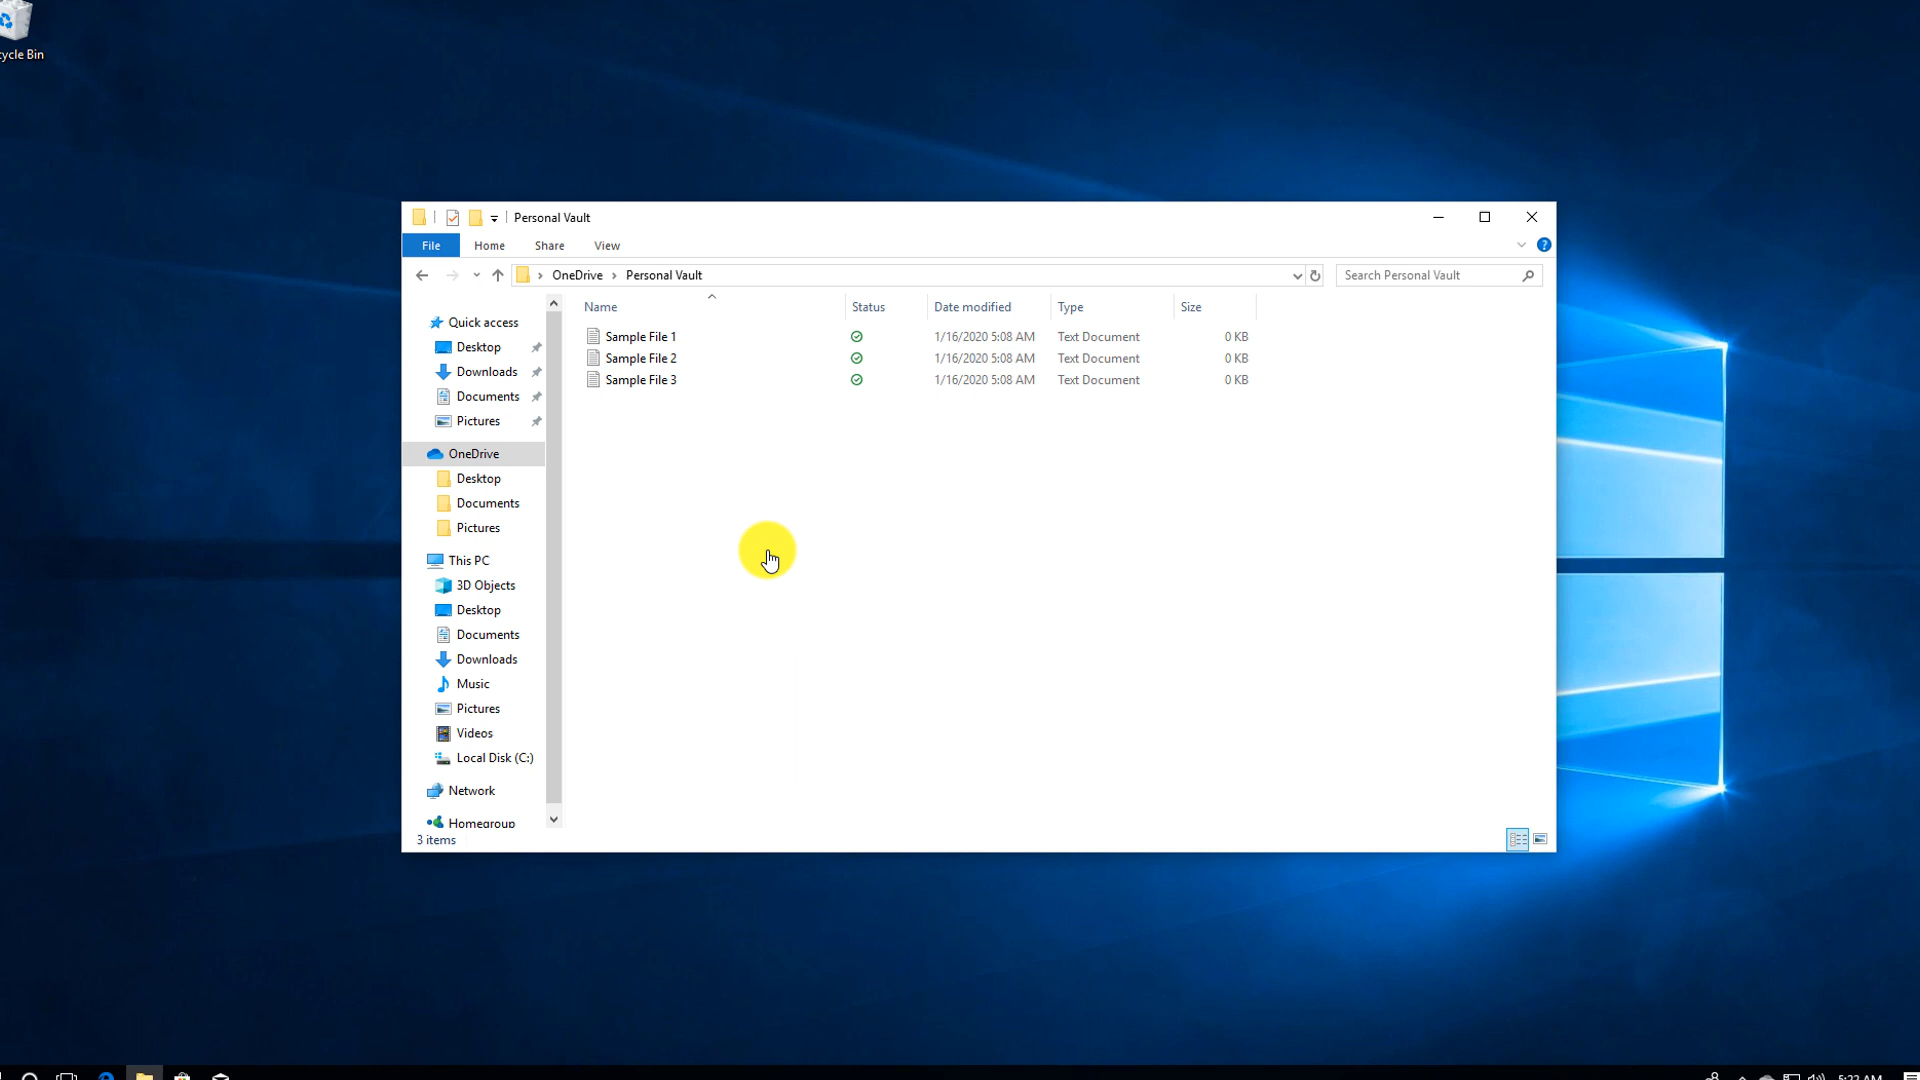 cycle Bin
Personal Vault
File Home Share View
OneDrive Personal Vault Search Personal Vault
Name Status Date modified Type Size
Sample File 1 1/16/2020 5:08 AM Text Document 0 KB
Sample File 2 1/16/2020 5:08 AM Text Document 0 KB
Sample File 3 1/16/2020 5:08 AM Text Document 0 KB
Quick access
Desktop
Downloads
Documents
Pictures
OneDrive
Desktop
Documents
Pictures
This PC
3D Objects
Desktop
Documents
Downloads
Music
Pictures
Videos
Local Disk (C:)
Network
Homegroup
3 items
5:22 AM